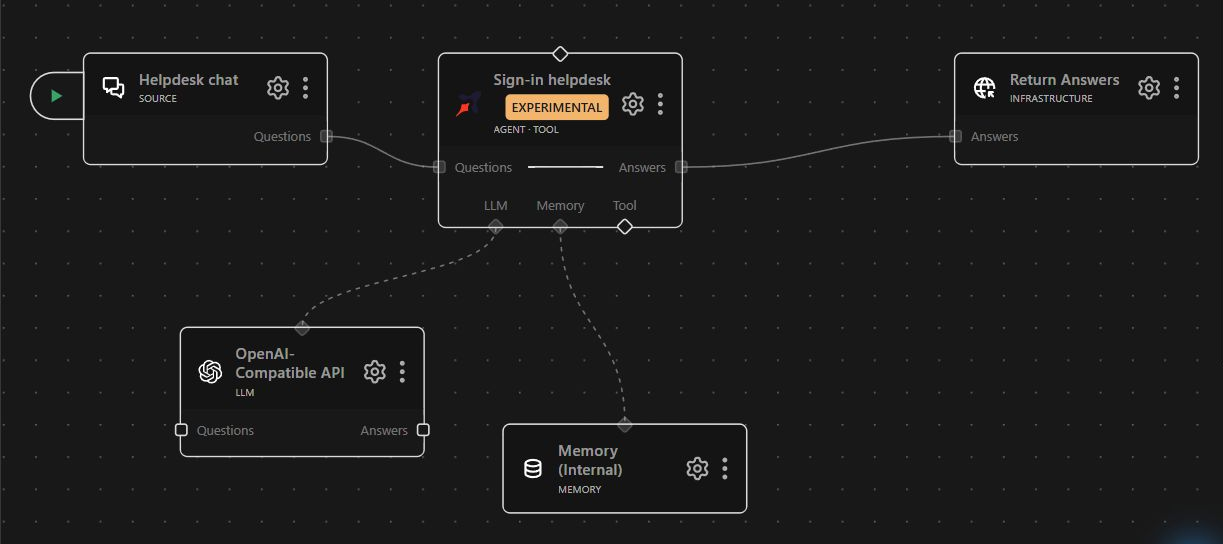 Helpdesk chat
SOURCE
Questions
Sign-in helpdesk
EXPERIMENTAL
AGENT · TOOL
Questions
Answers
LLM
Memory
Tool
Return Answers
INFRASTRUCTURE
Answers
OpenAI-
Compatible API
LLM
Questions
Answers
Memory
(Internal)
MEMORY